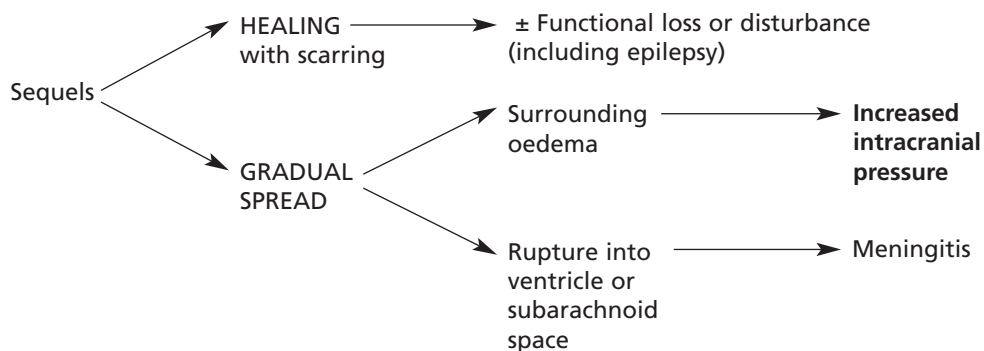 HEALING
with scarring
± Functional loss or disturbance
(including epilepsy)
Sequels
Surrounding
oedema
Increased
intracranial
pressure
GRADUAL
SPREAD
Rupture into
ventricle or
subarachnoid
space
Meningitis